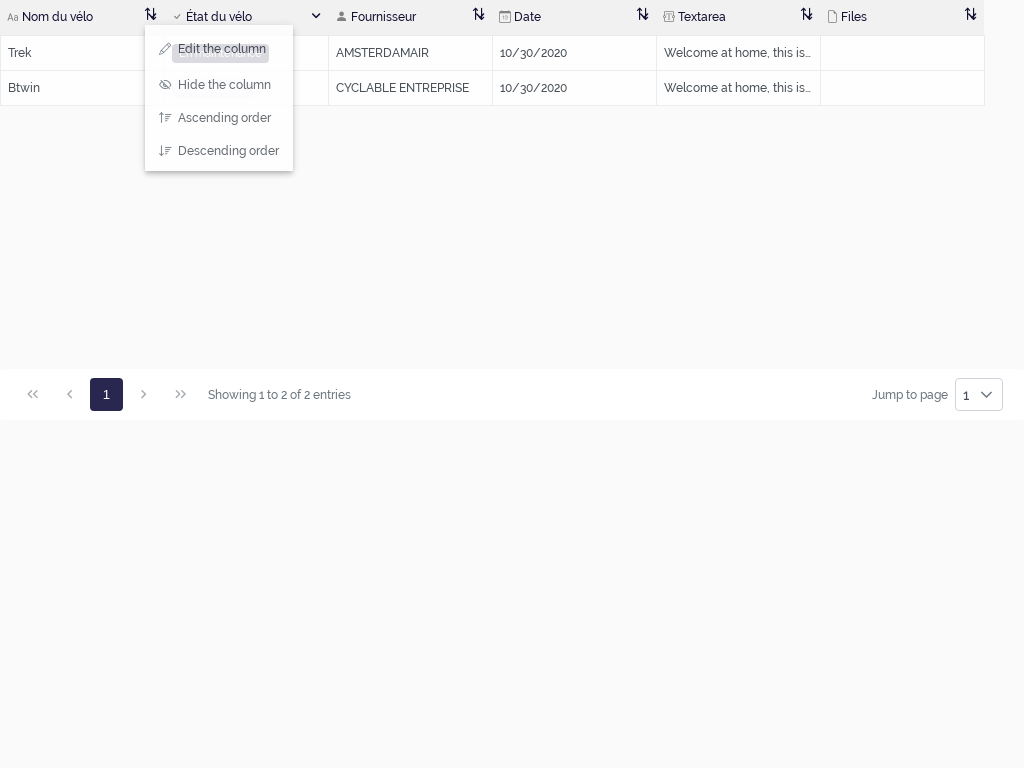 Aa Nom du vélo État du vélo Fournisseur 10 Date Textarea Files
Trek AMSTERDAMAIR 10/30/2020 Welcome at home, this is...
Btwin CYCLABLE ENTREPRISE 10/30/2020 Welcome at home, this is...
Edit the column
Hide the column
Ascending order
Descending order
1 Showing 1 to 2 of 2 entries Jump to page 1